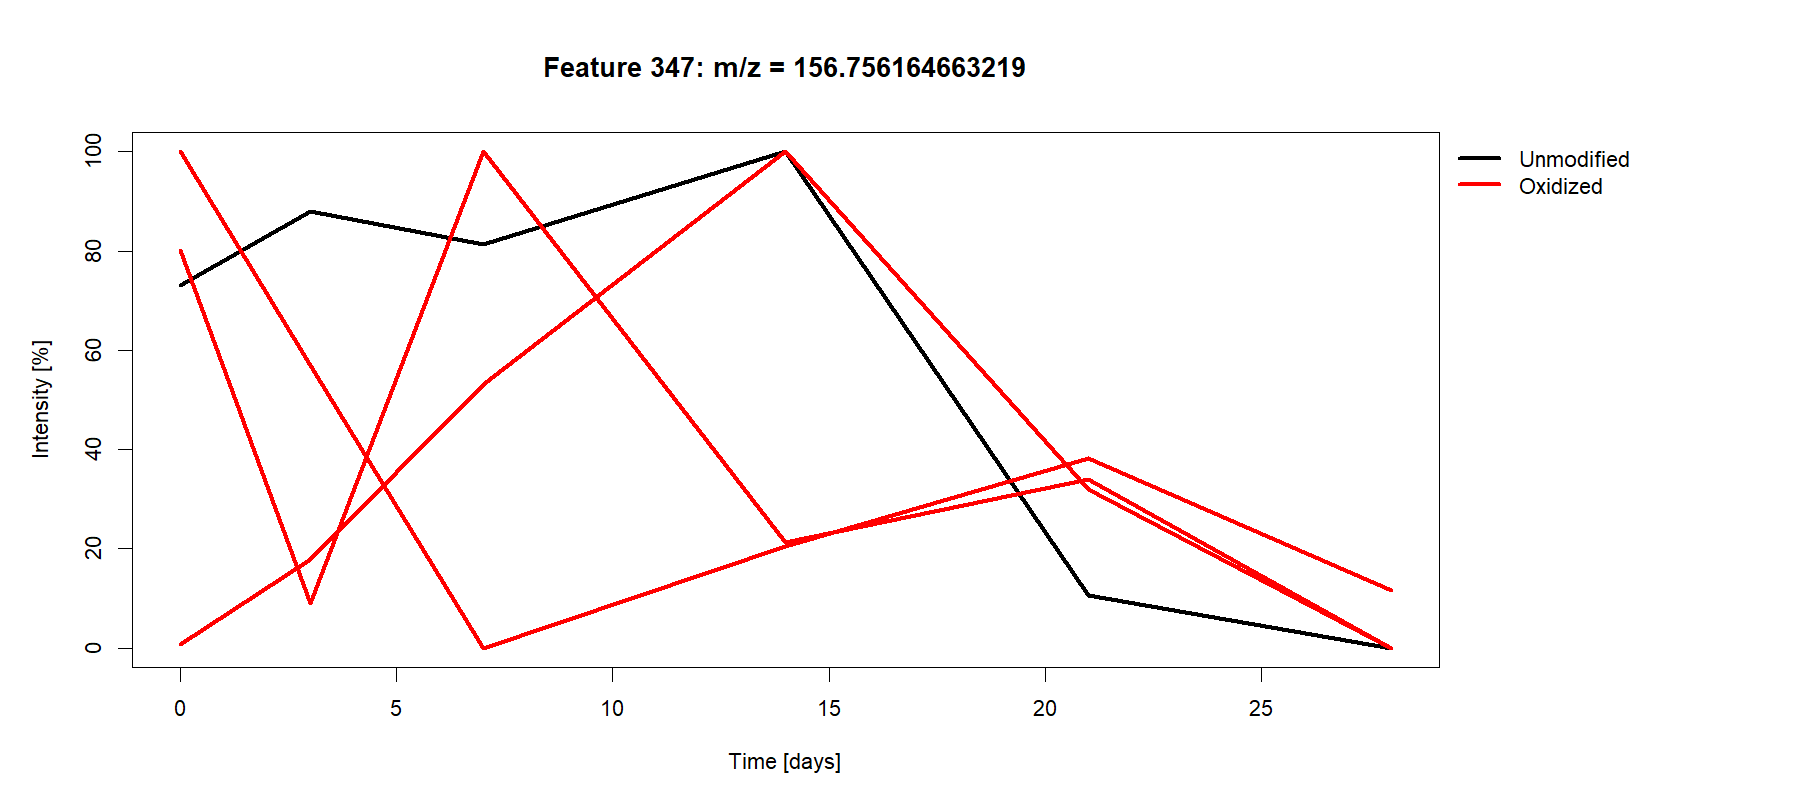 Feature 347: m/z = 156.756164663219
Unmodified
Oxidized
100
80
60
40
20
0
Intensity [%]
0 5 10 15 20 25
Time [days]